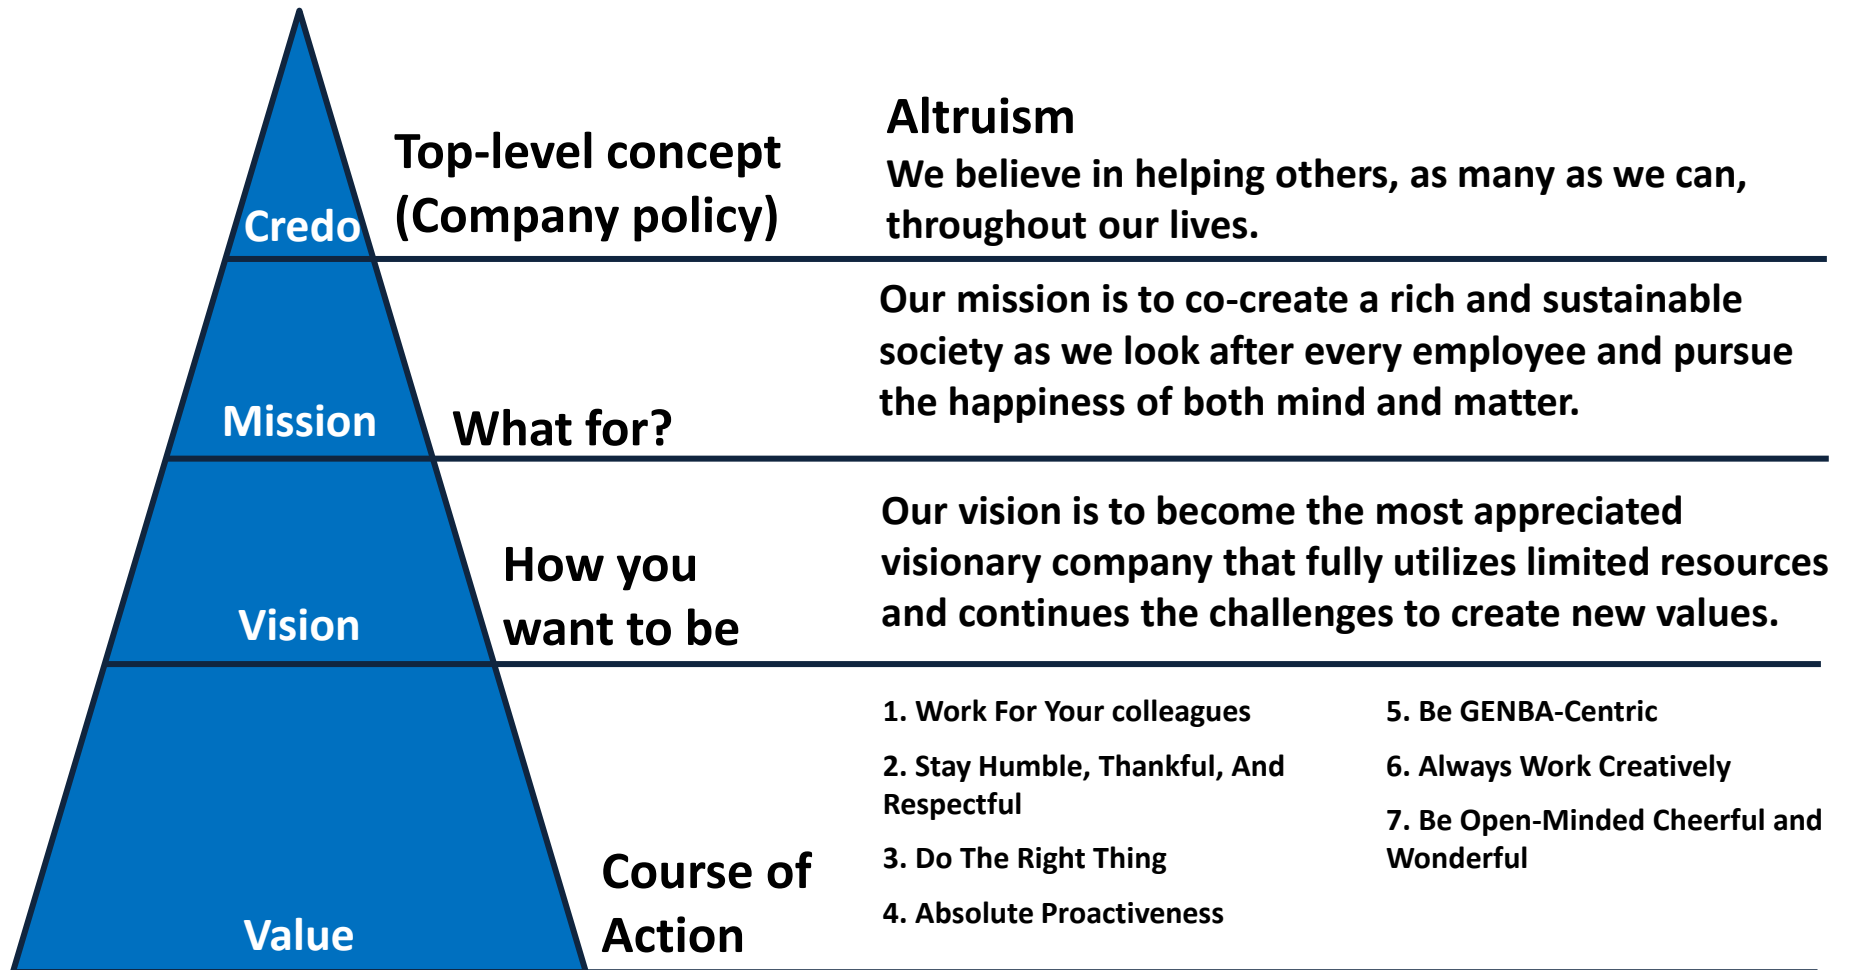 Credo
Top-level concept
(Company policy)
Altruism
We believe in helping others, as many as we can,
throughout our lives.
Mission
What for?
Our mission is to co-create a rich and sustainable
society as we look after every employee and pursue
the happiness of both mind and matter.
Vision
How you
want to be
Our vision is to become the most appreciated
visionary company that fully utilizes limited resources
and continues the challenges to create new values.
Value
Course of
Action
1. Work For Your colleagues
2. Stay Humble, Thankful, And
Respectful
3. Do The Right Thing
4. Absolute Proactiveness
5. Be GENBA-Centric
6. Always Work Creatively
7. Be Open-Minded Cheerful and
Wonderful